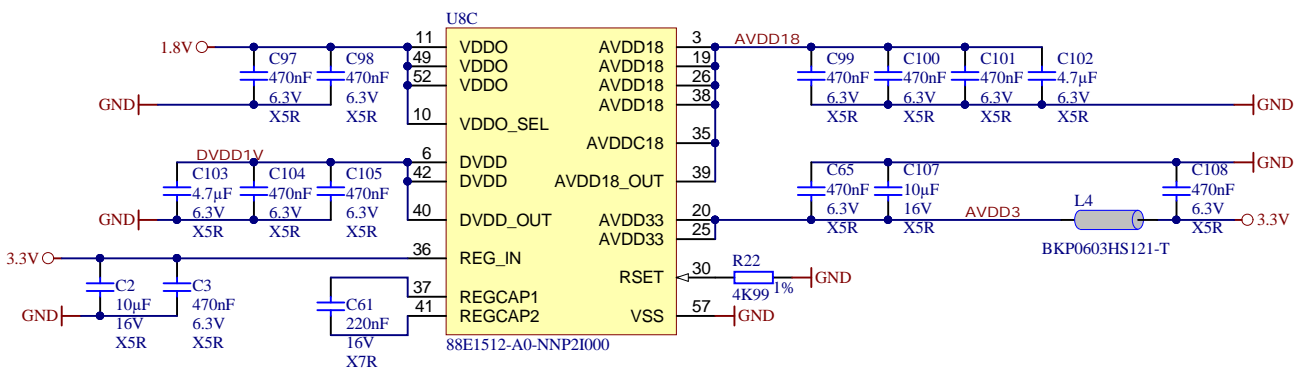 U8C
1.8V
11
VDDO
49
VDDO
52
VDDO
10
VDDO_SEL
6
DVDD
42
DVDD
40
DVDD_OUT
36
REG_IN
37
REGCAP1
41
REGCAP2
3
AVDD18
19
AVDD18
26
AVDD18
38
AVDD18
35
AVDDC18
39
AVDD18_OUT
20
AVDD33
25
AVDD33
30
RSET
57
VSS
88E1512-A0-NNP2I000
C97
470nF
6.3V
X5R
C98
470nF
6.3V
X5R
GND
DVDD1V
C103
4.7µF
6.3V
X5R
C104
470nF
6.3V
X5R
C105
470nF
6.3V
X5R
GND
3.3V
C2
10µF
16V
X5R
C3
470nF
6.3V
X5R
GND
C61
220nF
16V
X7R
AVDD18
C99
470nF
6.3V
X5R
C100
470nF
6.3V
X5R
C101
470nF
6.3V
X5R
C102
4.7µF
6.3V
X5R
GND
GND
C65
470nF
6.3V
X5R
C107
10µF
16V
X5R
AVDD3
L4
BKP0603HS121-T
C108
470nF
6.3V
X5R
3.3V
R22
4K99
1%
GND
GND